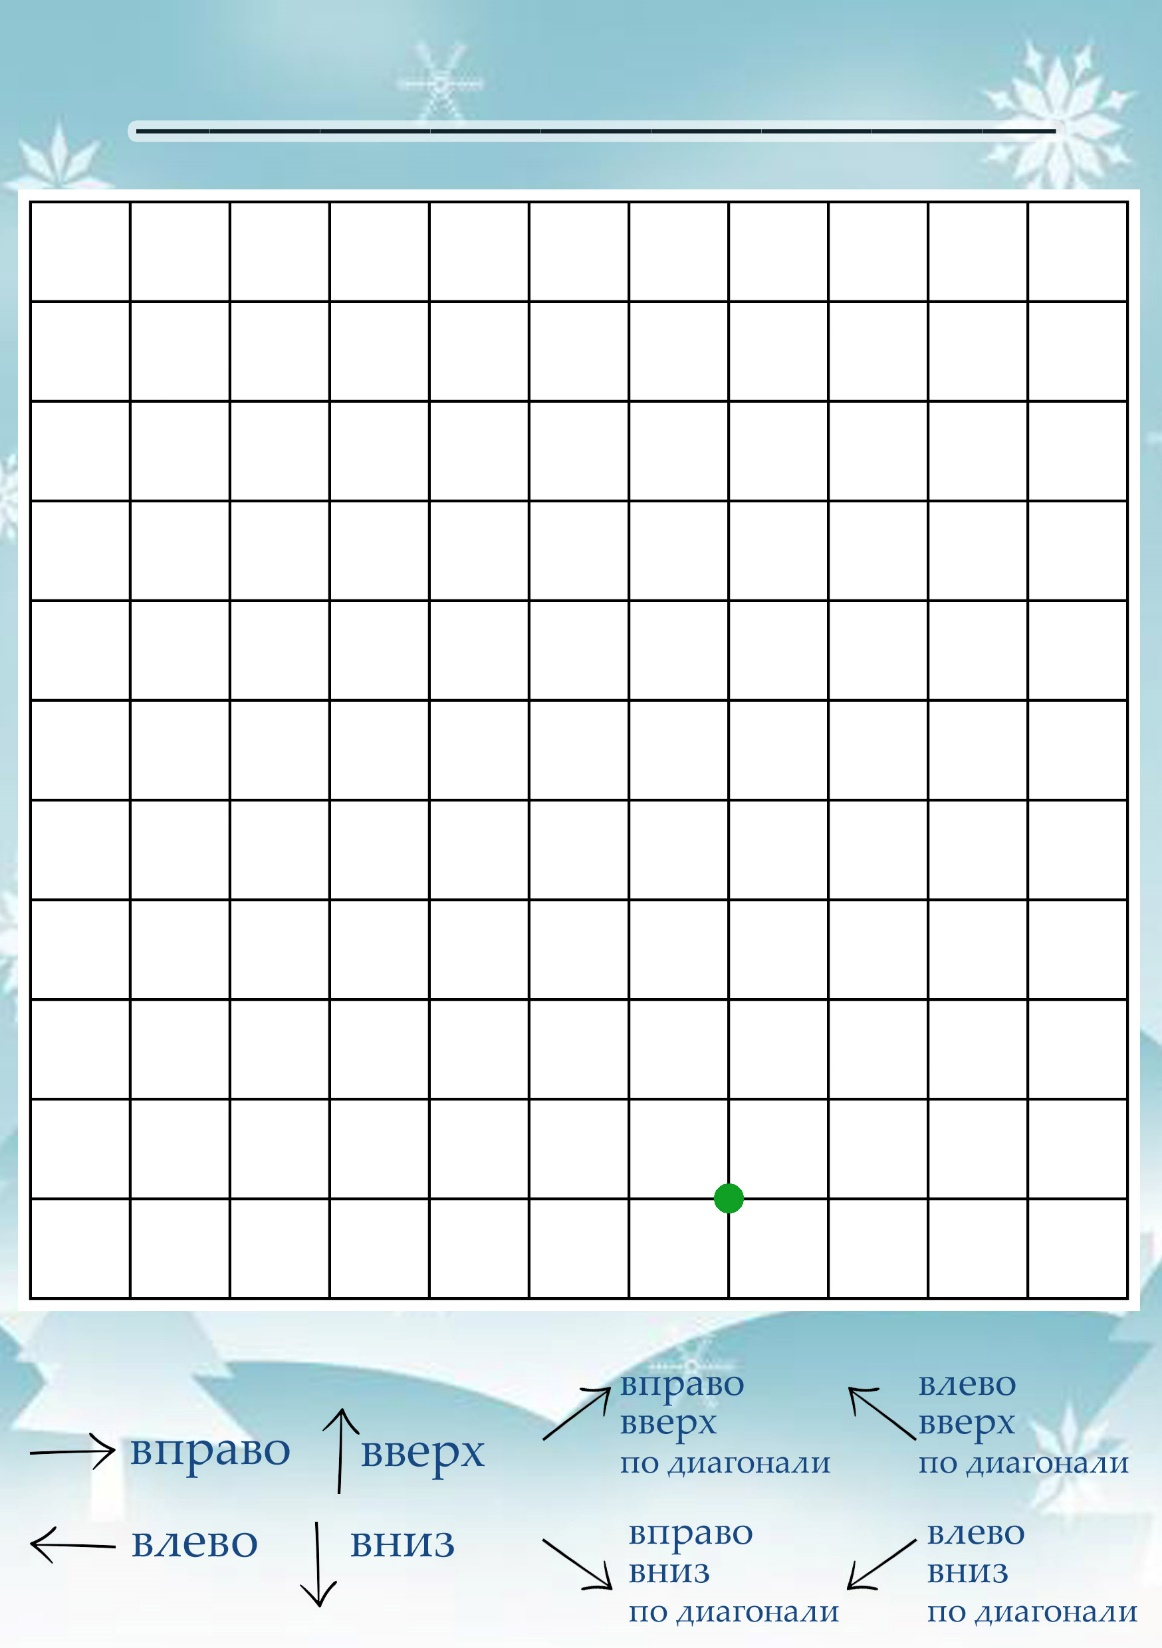 вправо
вверх
вправо
вверх
по диагонали
влево
вверх
по диагонали
влево
вниз
вправо
вниз
по диагонали
влево
вниз
по диагонали